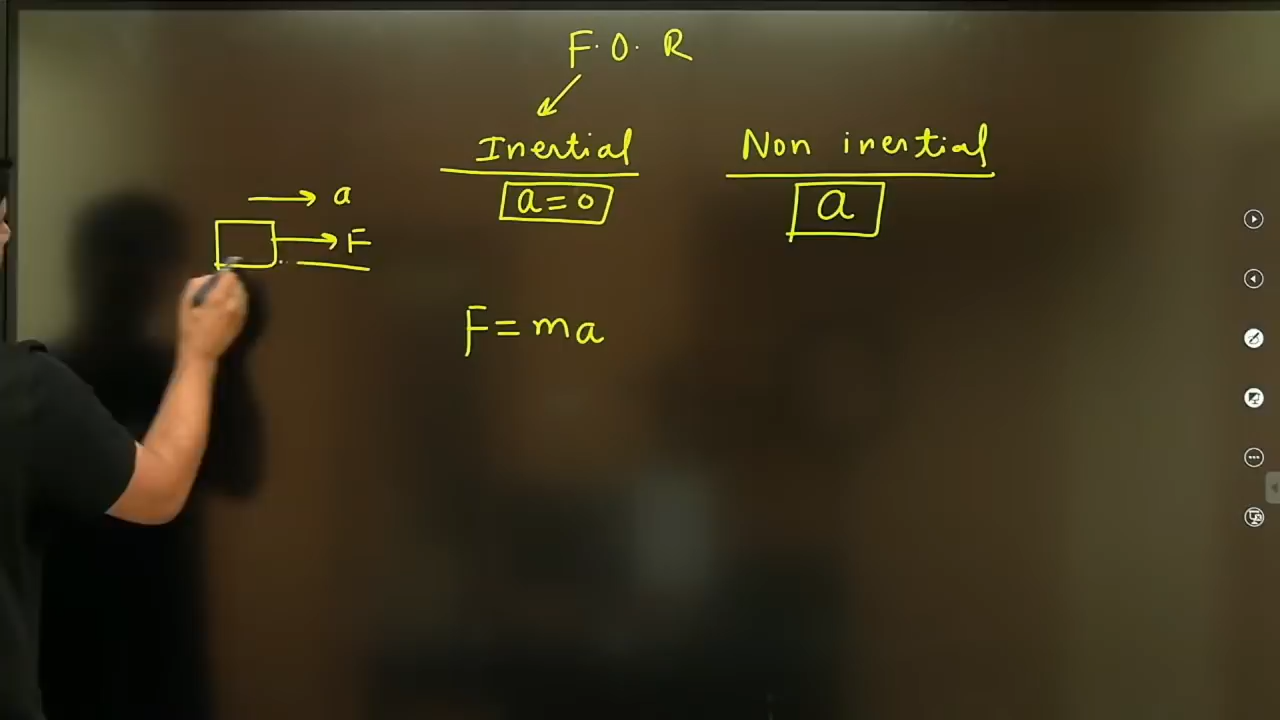 F.O.R
Inertial
Non inertial
a=0
a
a
F
F=ma